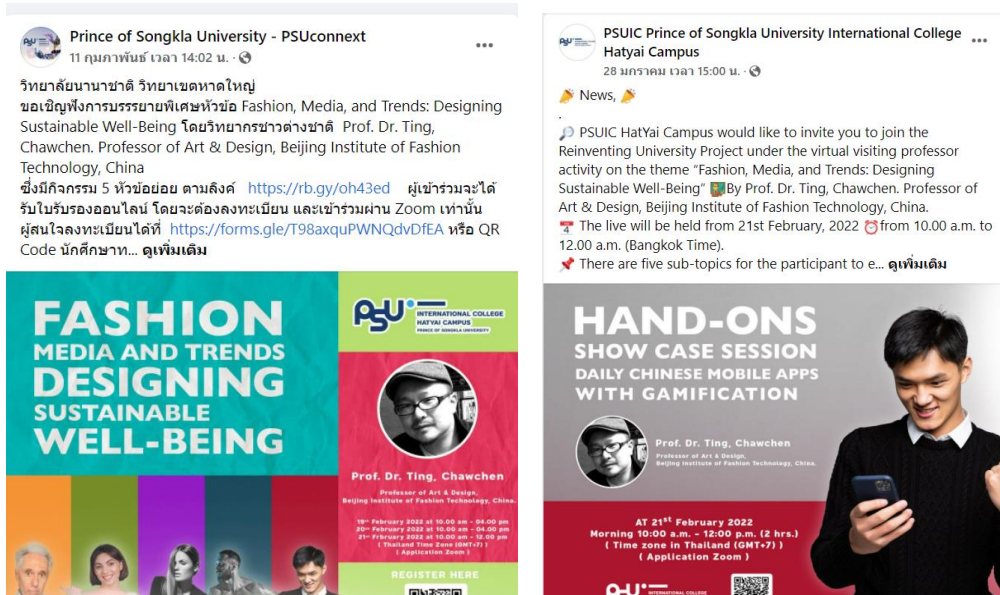 Prince of Songkla University - PSUconnext
11 กุมภาพันธ์ เวลา 14:02 น. ·
วิทยาลัยนานาชาติ วิทยาเขตหาดใหญ่
ขอเชิญฟังการบรรรยายพิเศษหัวข้อ Fashion, Media, and Trends: Designing
Sustainable Well-Being โดยวิทยากรชาวต่างชาติ Prof. Dr. Ting,
Chawchen. Professor of Art & Design, Beijing Institute of Fashion
Technology, China
ซึ่งมีกิจกรรม 5 หัวข้อย่อย ตามลิงค์ https://rb.gy/oh43ed ผู้เข้าร่วมจะได้
รับใบรับรองออนไลน์ โดยจะต้องลงทะเบียน และเข้าร่วมผ่าน Zoom เท่านั้น
ผู้สนใจลงทะเบียนได้ที่ https://forms.gle/T98axquPWNQdvDfEA หรือ QR
Code นักศึกษาท... ดูเพิ่มเติม
FASHION
MEDIA AND TRENDS
DESIGNING
SUSTAINABLE
WELL-BEING
PSU
INTERNATIONAL COLLEGE
HATYAI CAMPUS
PRINCE OF SONGKLA UNIVERSITY
Prof. Dr. Ting, Chawchen
Professor of Art & Design,
Beijing Institute of Fashion Technology, China.
19th February 2022 at 10.00 am - 04.00 pm
20th February 2022 at 10.00 am - 04.00 pm
21st Frbruary 2022 at 10.00 am - 12.00 pm
( Thailand Time Zone (GMT+7) )
( Application Zoom )
REGISTER HERE
PSUIC Prince of Songkla University International College
Hatyai Campus
28 มกราคม เวลา 15:00 น. ·
News,
.
PSUIC HatYai Campus would like to invite you to join the
Reinventing University Project under the virtual visiting professor
activity on the theme “Fashion, Media, and Trends: Designing
Sustainable Well-Being” By Prof. Dr. Ting, Chawchen. Professor of
Art & Design, Beijing Institute of Fashion Technology, China.
The live will be held from 21st February, 2022 from 10.00 a.m. to
12.00 a.m. (Bangkok Time).
There are five sub-topics for the participant to e... ดูเพิ่มเติม
HAND-ONS
SHOW CASE SESSION
DAILY CHINESE MOBILE APPS
WITH GAMIFICATION
Prof. Dr. Ting, Chawchen
Professor of Art & Design,
Beijing Institute of Fashion Technology, China.
AT 21st February 2022
Morning 10:00 a.m. - 12:00 p.m. (2 hrs.)
( Time zone in Thailand (GMT+7) )
( Application Zoom )
PSU
INTERNATIONAL COLLEGE